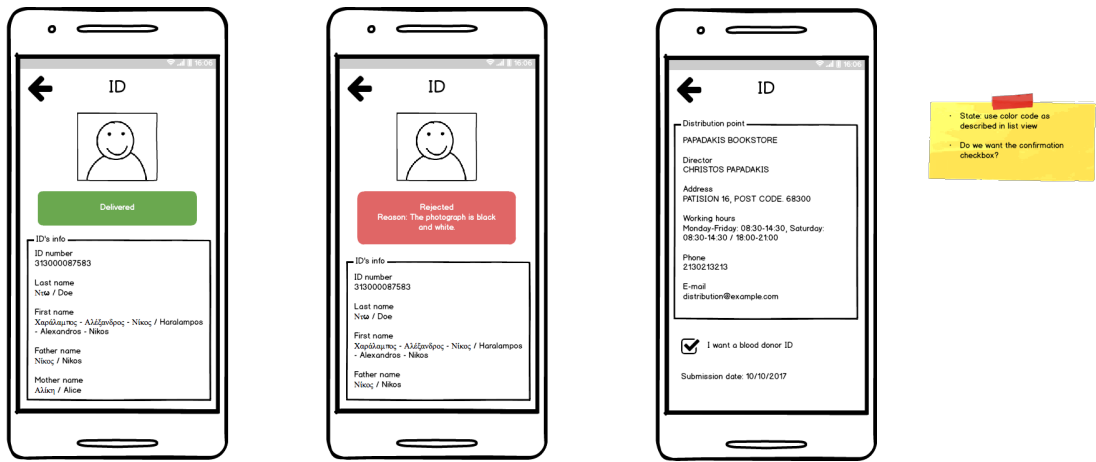 16:06
ID
Delivered
ID's info
ID number
313000087583
Last name
Ντω / Doe
First name
Χαράλαμπος - Αλέξανδρος - Νίκος / Haralampos
- Alexandros - Nikos
Father name
Νίκος / Nikos
Mother name
Αλίκη / Alice
16:06
ID
Rejected
Reason: The photograph is black
and white.
ID's info
ID number
313000087583
Last name
Ντω / Doe
First name
Χαράλαμπος - Αλέξανδρος - Νίκος / Haralampos
- Alexandros - Nikos
Father name
Νίκος / Nikos
16:06
ID
Distribution point
PAPADAKIS BOOKSTORE
Director
CHRISTOS PAPADAKIS
Address
PATISION 16, POST CODE. 68300
Working hours
Monday-Friday: 08:30-14:30, Saturday:
08:30-14:30 / 18:00-21:00
Phone
2130213213
E-mail
distribution@example.com
I want a blood donor ID
Submission date: 10/10/2017
· State: use color code as
described in list view
· Do we want the confirmation
checkbox?